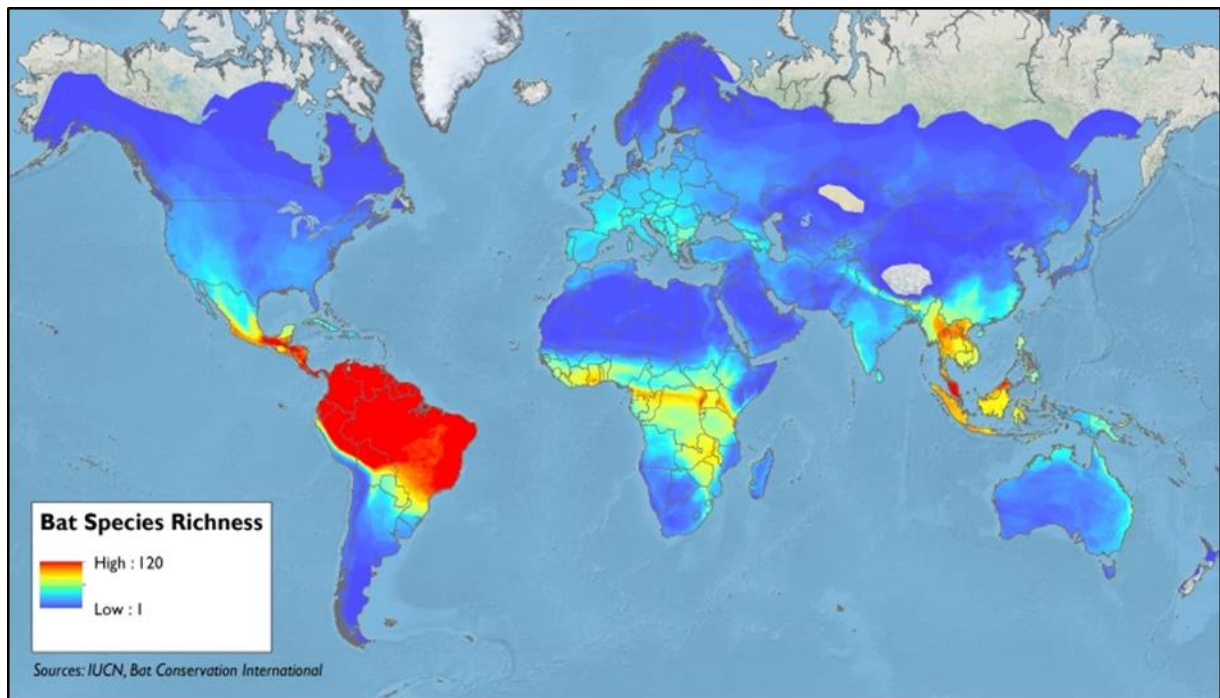 Bat Species Richness
High : 120
Low : 1
Sources: IUCN, Bat Conservation International